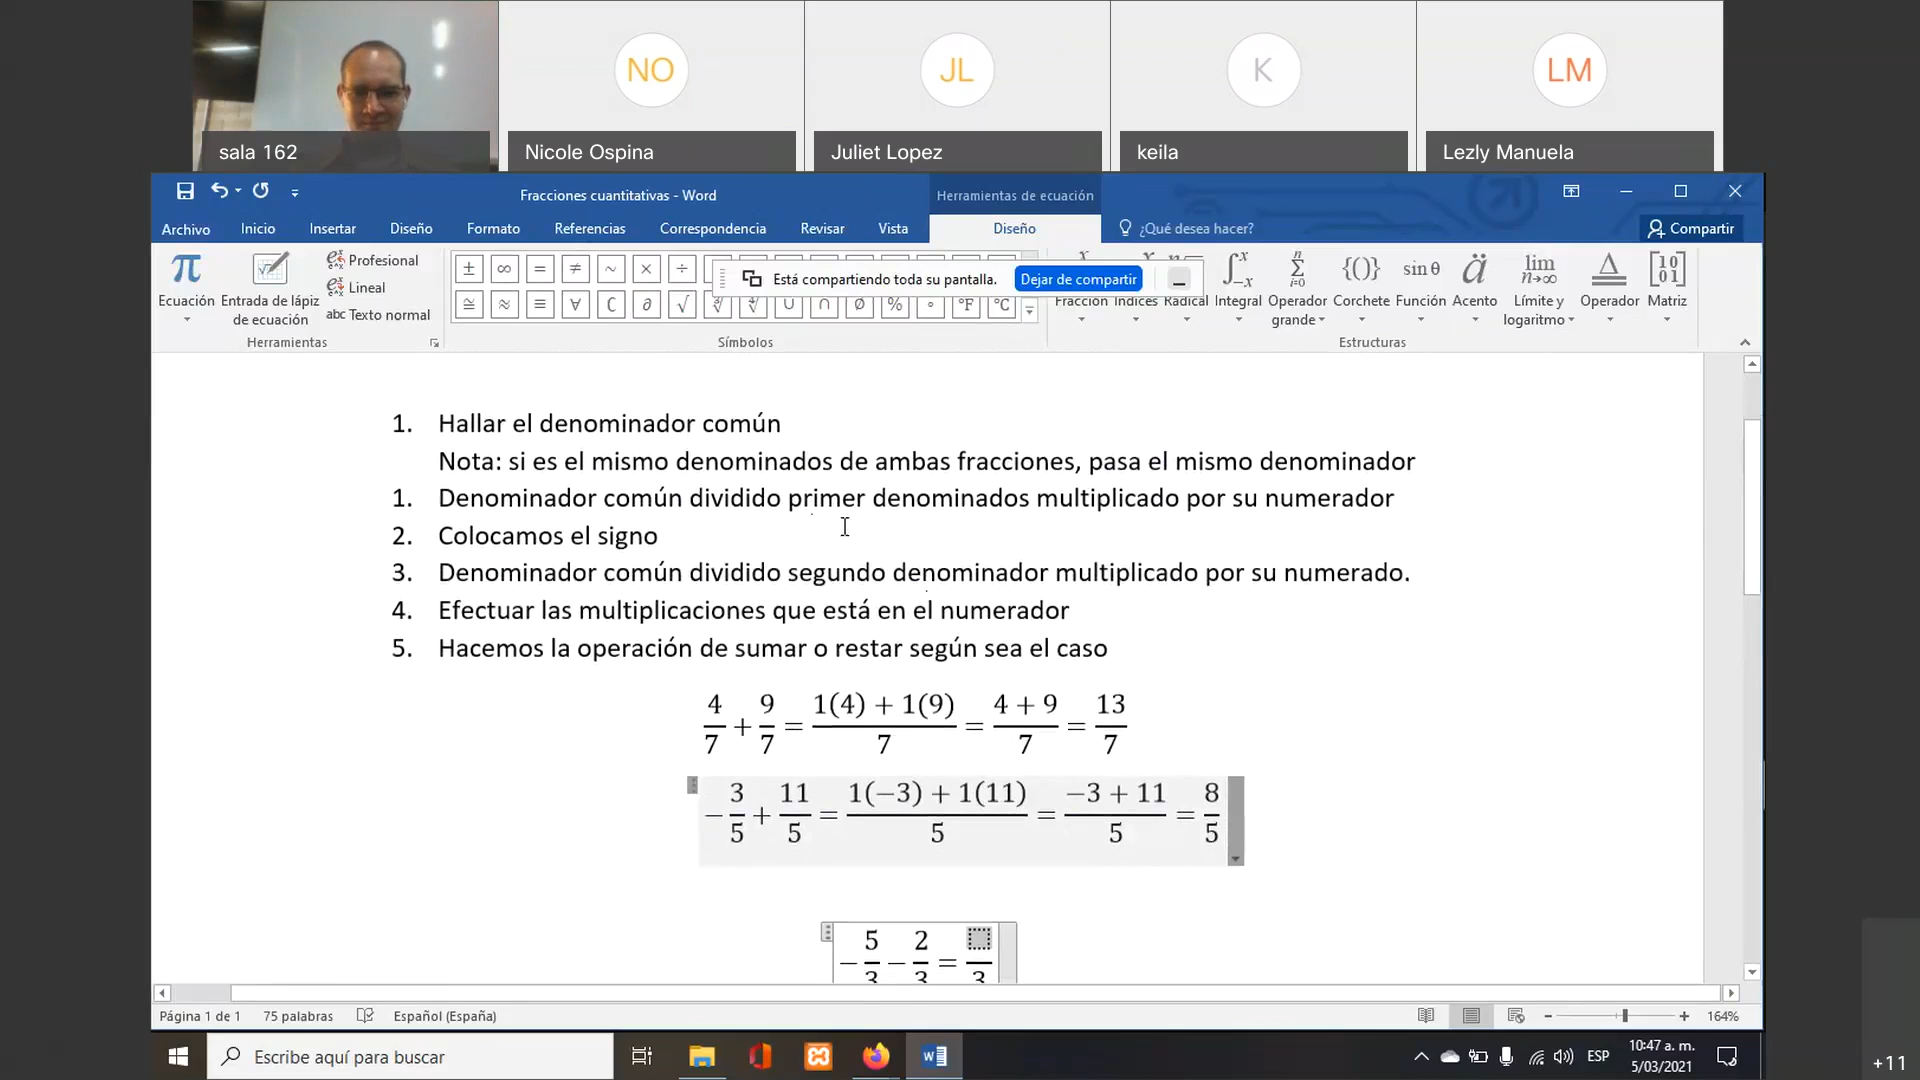 NO
JL
K
LM
sala 162
Nicole Ospina
Juliet Lopez
keila
Lezly Manuela
Fracciones cuantitativas - Word
Herramientas de ecuación
Archivo Inicio Insertar Diseño Formato Referencias Correspondencia Revisar Vista Diseño ¿Qué desea hacer? Compartir
π Ecuación
Entrada de lápiz de ecuación
Profesional
Lineal
abc Texto normal
Herramientas
± ∞ = ≠ ~ × ÷
≅ ≈ ≡ ∀ ∁ ∂ √ ∛ ∜ ∪ ∩ ∅ % ° °F °C
Símbolos
Está compartiendo toda su pantalla. Dejar de compartir
Fracción Índices Radical Integral Operador grande Corchete Función Acento Límite y logaritmo Operador Matriz
Estructuras
1. Hallar el denominador común
Nota: si es el mismo denominados de ambas fracciones, pasa el mismo denominador
1. Denominador común dividido primer denominados multiplicado por su numerador
2. Colocamos el signo
3. Denominador común dividido segundo denominador multiplicado por su numerado.
4. Efectuar las multiplicaciones que está en el numerador
5. Hacemos la operación de sumar o restar según sea el caso
4/7 + 9/7 = 1(4) + 1(9)/7 = 4 + 9/7 = 13/7
−3/5 + 11/5 = 1(−3) + 1(11)/5 = −3 + 11/5 = 8/5
−5/3 − 2/3 = /3
Página 1 de 1 75 palabras Español (España) 164%
Escribe aquí para buscar
ESP
10:47 a. m.
5/03/2021
+11